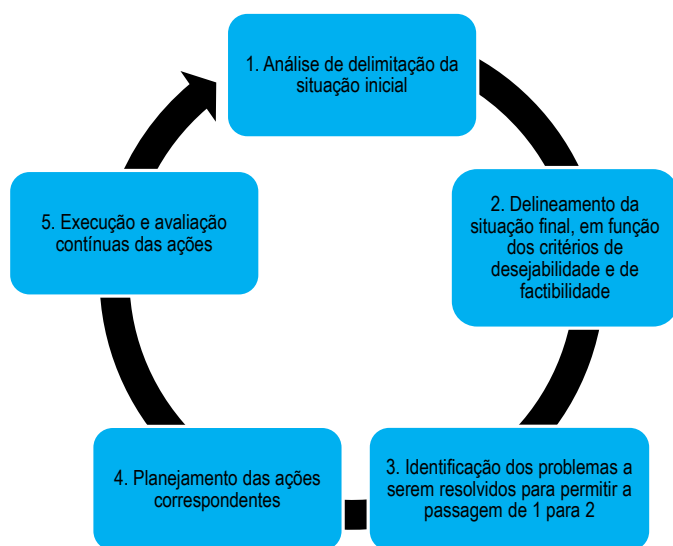 1. Análise de delimitação da
situação inicial
2. Delineamento da
situação final, em função
dos critérios de
desejabilidade e de
factibilidade
3. Identificação dos problemas a
serem resolvidos para permitir a
passagem de 1 para 2
4. Planejamento das ações
correspondentes
5. Execução e avaliação
contínuas das ações